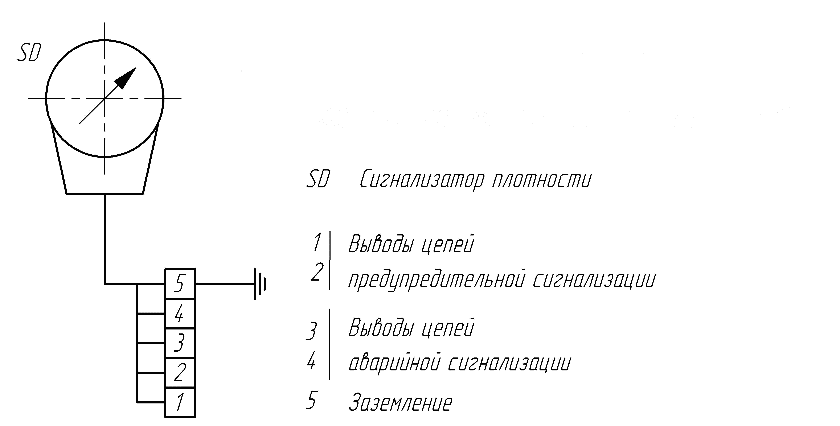 SD
SD Сигнализатор плотности
1 Выводы цепей
2 предупредительной сигнализации
3 Выводы цепей
4 аварийной сигнализации
5 Заземление
5
4
3
2
1